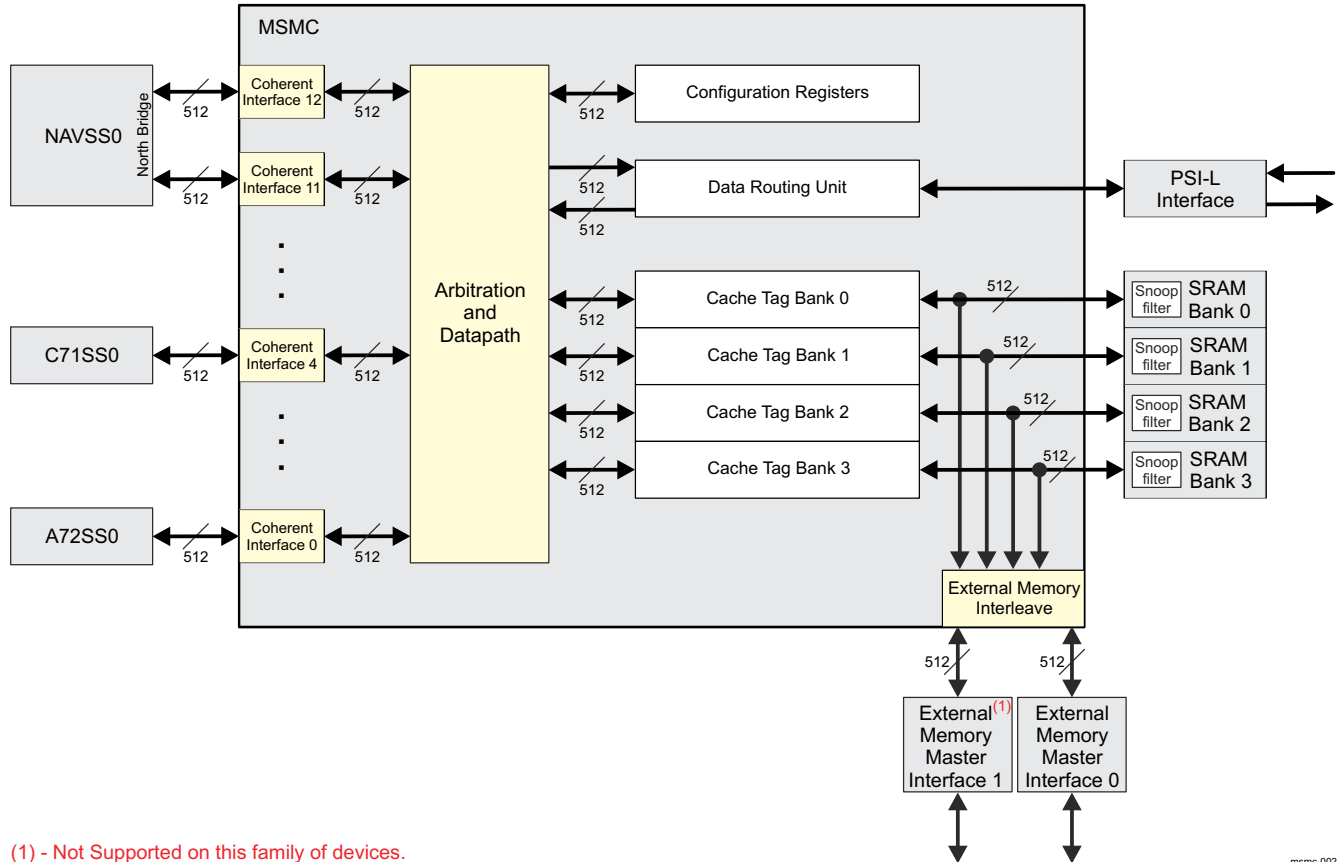 MSMC
NAVSS0
North Bridge
512
Coherent
Interface 12
512
512
Coherent
Interface 11
512
C71SS0
512
Coherent
Interface 4
512
A72SS0
512
Coherent
Interface 0
512
Arbitration
and
Datapath
512
Configuration Registers
512
512
Data Routing Unit
PSI-L
Interface
512
Cache Tag Bank 0
512
Snoop
filter
SRAM
Bank 0
512
Cache Tag Bank 1
512
Snoop
filter
SRAM
Bank 1
512
Cache Tag Bank 2
512
Snoop
filter
SRAM
Bank 2
512
Cache Tag Bank 3
512
Snoop
filter
SRAM
Bank 3
External Memory
Interleave
512
512
External(1)
Memory
Master
Interface 1
External
Memory
Master
Interface 0
(1) - Not Supported on this family of devices.